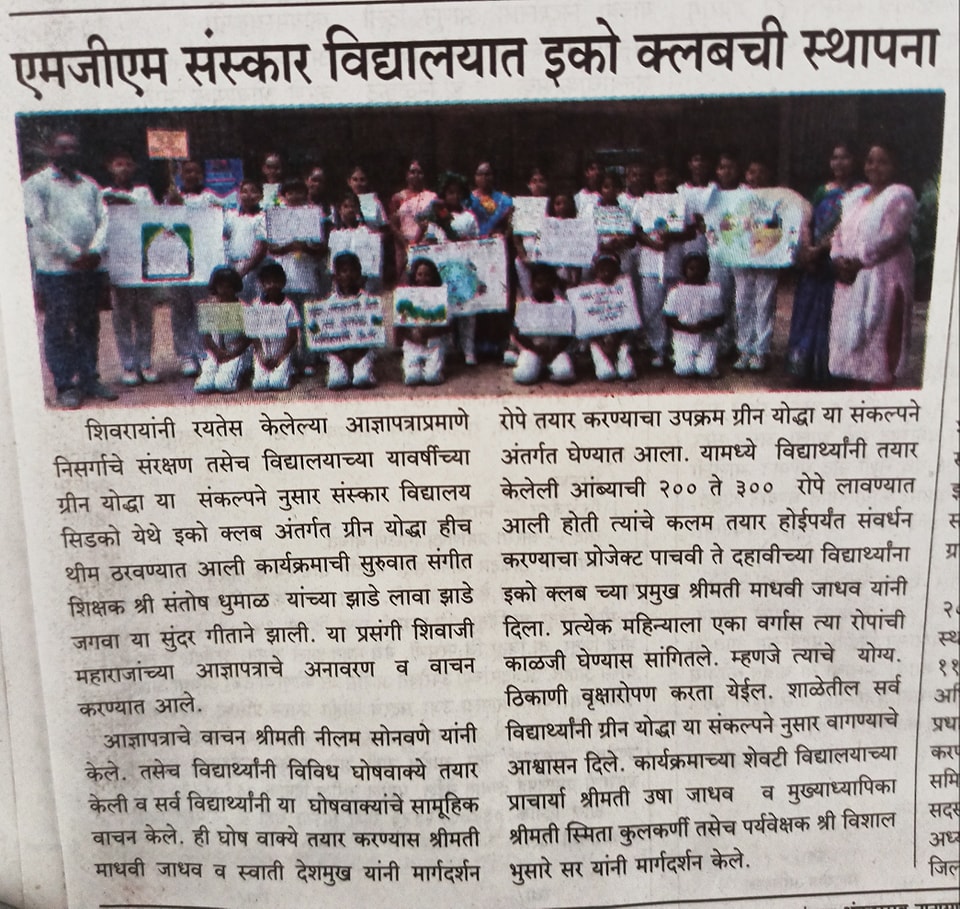 एमजीएम संस्कार विद्यालयात इको क्लबची स्थापना
शिवरायांनी रयतेस केलेल्या आज्ञापत्राप्रमाणे
निसर्गाचे संरक्षण तसेच विद्यालयाच्या यावर्षीच्या
ग्रीन योद्धा या संकल्पने नुसार संस्कार विद्यालय
सिडको येथे इको क्लब अंतर्गत ग्रीन योद्धा हीच
थीम ठरवण्यात आली कार्यक्रमाची सुरुवात संगीत
शिक्षक श्री संतोष धुमाळ यांच्या झाडे लावा झाडे
जगवा या सुंदर गीताने झाली. या प्रसंगी शिवाजी
महाराजांच्या आज्ञापत्राचे अनावरण व वाचन
करण्यात आले.
आज्ञापत्राचे वाचन श्रीमती नीलम सोनवणे यांनी
केले. तसेच विद्यार्थ्यांनी विविध घोषवाक्ये तयार
केली व सर्व विद्यार्थ्यांनी या घोषवाक्यांचे सामूहिक
वाचन केले. ही घोष वाक्ये तयार करण्यास श्रीमती
माधवी जाधव व स्वाती देशमुख यांनी मार्गदर्शन
रोपे तयार करण्याचा उपक्रम ग्रीन योद्धा या संकल्पने
अंतर्गत घेण्यात आला. यामध्ये विद्यार्थ्यांनी तयार
केलेली आंब्याची २०० ते ३०० रोपे लावण्यात
आली होती त्यांचे कलम तयार होईपर्यंत संवर्धन
करण्याचा प्रोजेक्ट पाचवी ते दहावीच्या विद्यार्थ्यांना
इको क्लब च्या प्रमुख श्रीमती माधवी जाधव यांनी
दिला. प्रत्येक महिन्याला एका वर्गास त्या रोपांची
काळजी घेण्यास सांगितले. म्हणजे त्याचे योग्य.
ठिकाणी वृक्षारोपण करता येईल. शाळेतील सर्व
विद्यार्थ्यांनी ग्रीन योद्धा या संकल्पने नुसार वागण्याचे
आश्वासन दिले. कार्यक्रमाच्या शेवटी विद्यालयाच्या
प्राचार्या श्रीमती उषा जाधव व मुख्याध्यापिका
श्रीमती स्मिता कुलकर्णी तसेच पर्यवेक्षक श्री विशाल
भुसारे सर यांनी मार्गदर्शन केले.